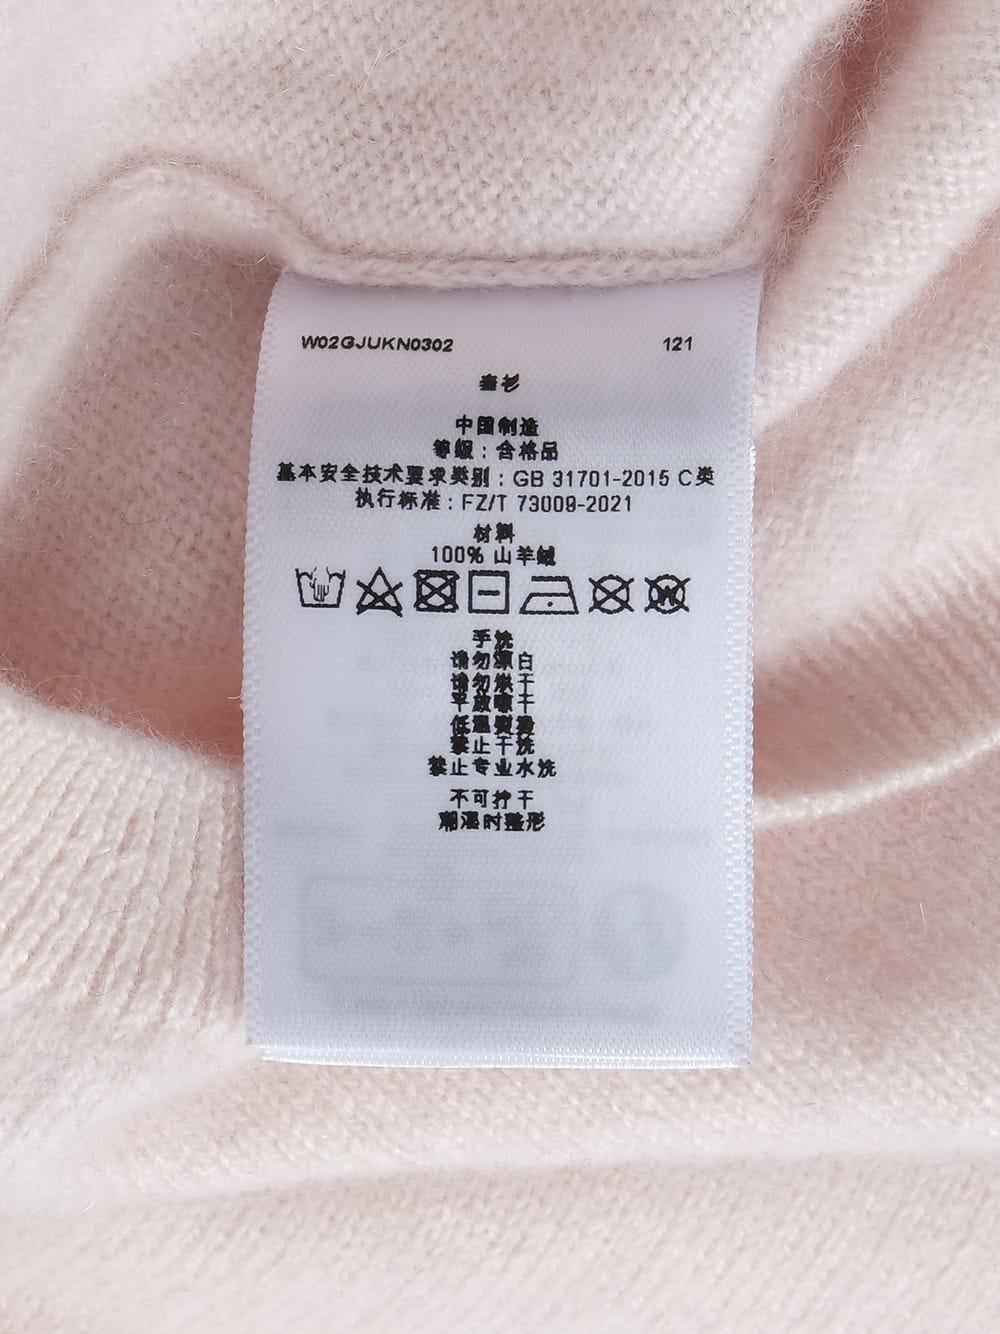 W02GJUKN0302 121
套衫
中国制造
等级：合格品
基本安全技术要求类别：GB 31701-2015 C类
执行标准：FZ/T 73009-2021
材料
100% 山羊绒
W
手洗
请勿漂白
请勿烘干
平放晾干
低温熨烫
禁止干洗
禁止专业水洗
不可拧干
潮湿时整形